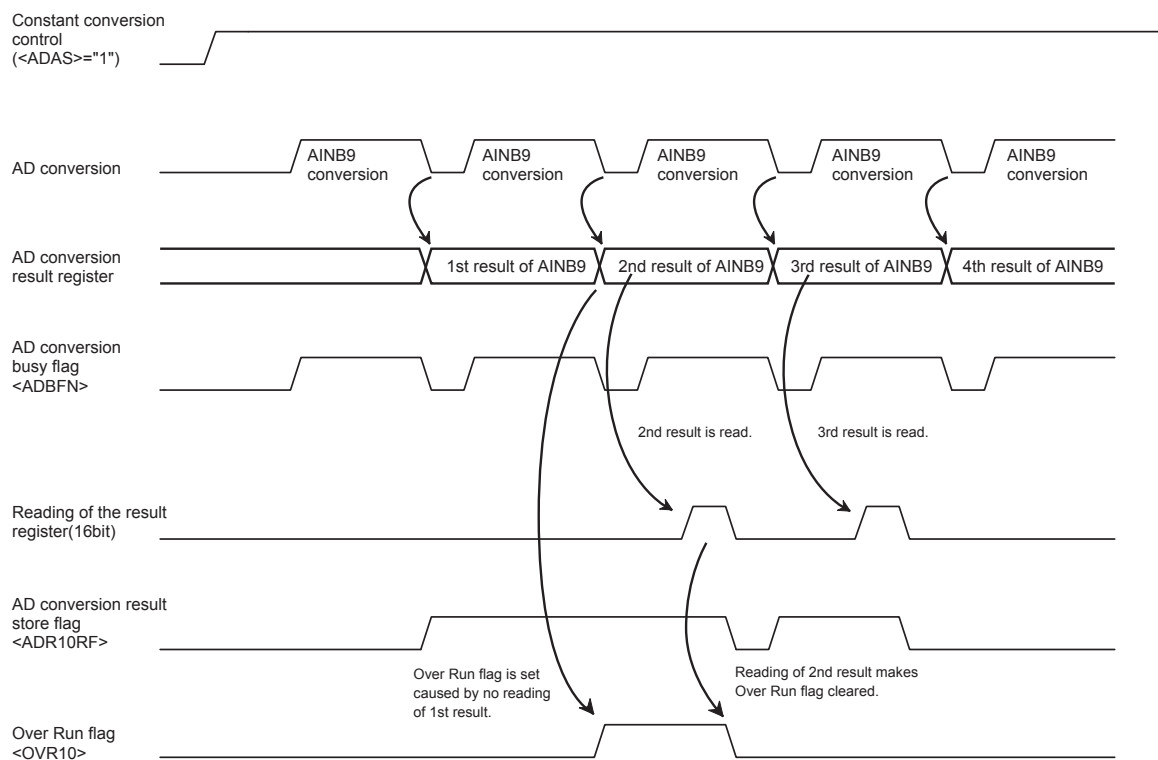 Constant conversion
control
(<ADAS>="1")
AD conversion
AINB9
conversion
AINB9
conversion
AINB9
conversion
AINB9
conversion
AINB9
conversion
AD conversion
result register
1st result of AINB9
2nd result of AINB9
3rd result of AINB9
4th result of AINB9
AD conversion
busy flag
<ADBFN>
2nd result is read.
3rd result is read.
Reading of the result
register(16bit)
AD conversion result
store flag
<ADR10RF>
Over Run flag is set
caused by no reading
of 1st result.
Reading of 2nd result makes
Over Run flag cleared.
Over Run flag
<OVR10>